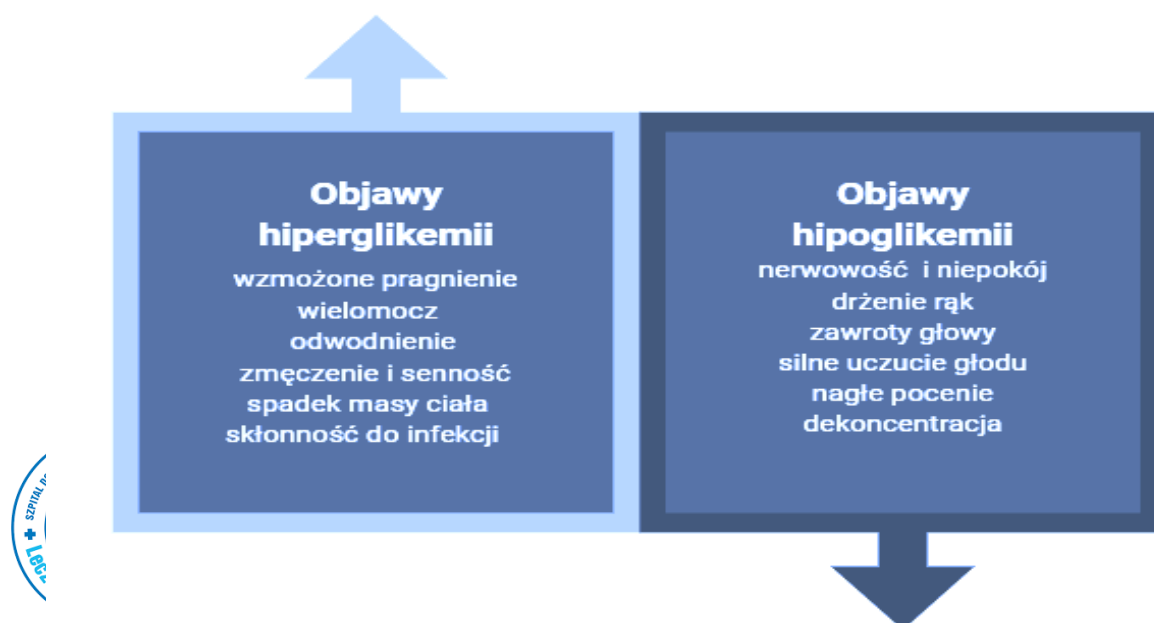 Objawy
hiperglikemii
wzmożone pragnienie
wielomocz
odwodnienie
zmęczenie i senność
spadek masy ciała
skłonność do infekcji
Objawy
hipoglikemii
nerwowość i niepokój
drżenie rąk
zawroty głowy
silne uczucie głodu
nagłe pocenie
dekoncentracja
SZPITAL